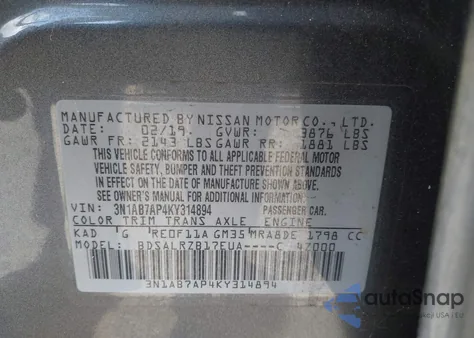 MANUFACTURED BY NISSAN MOTOR CO., LTD.
DATE: 02/19 GVWR: 3876 LBS
GAWR FR: 2143 LBS GAWR RR: 1881 LBS
THIS VEHICLE CONFORMS TO ALL APPLICABLE FEDERAL MOTOR
VEHICLE SAFETY, BUMPER AND THEFT PREVENTION STANDARDS
IN EFFECT ON THE DATE OF MANUFACTURE SHOWN ABOVE.
SEE OWNER'S MANUAL FOR ADDITIONAL INFORMATION.
VIN: 3N1AB7AP4KY314894 PASSENGER CAR
COLOR TRIM TRANS AXLE ENGINE
KAD G RE0F11A GM35 MRA8DE 1798 CC
MODEL: BDSALRZB17EUA----C 47000
3N1AB7AP4KY314894
autoSnap